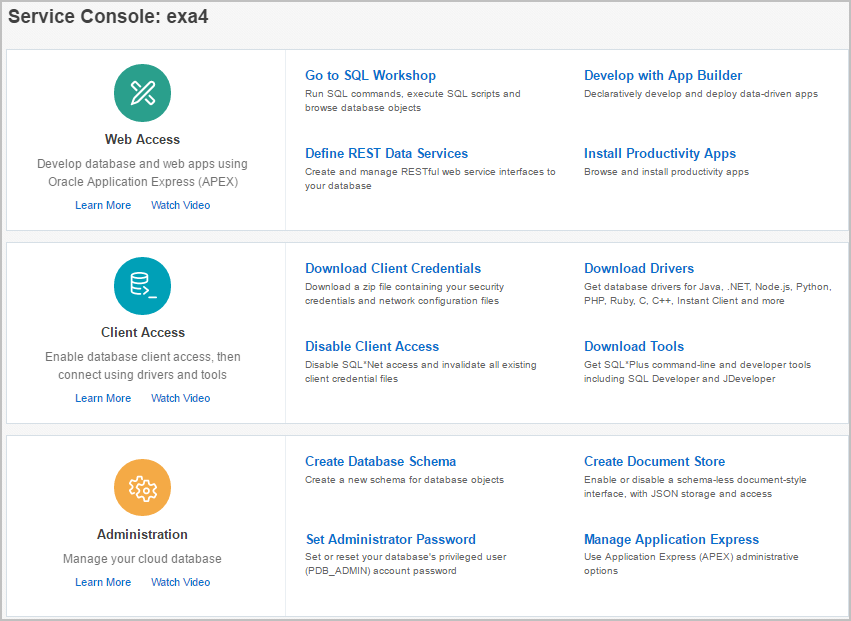 Service Console: exa4
Web Access
Develop database and web apps using
Oracle Application Express (APEX)
Learn More Watch Video
Go to SQL Workshop
Run SQL commands, execute SQL scripts and
browse database objects
Develop with App Builder
Declaratively develop and deploy data-driven apps
Define REST Data Services
Create and manage RESTful web service interfaces to
your database
Install Productivity Apps
Browse and install productivity apps
Client Access
Enable database client access, then
connect using drivers and tools
Learn More Watch Video
Download Client Credentials
Download a zip file containing your security
credentials and network configuration files
Download Drivers
Get database drivers for Java, .NET, Node.js, Python,
PHP, Ruby, C, C++, Instant Client and more
Disable Client Access
Disable SQL*Net access and invalidate all existing
client credential files
Download Tools
Get SQL*Plus command-line and developer tools
including SQL Developer and JDeveloper
Administration
Manage your cloud database
Learn More Watch Video
Create Database Schema
Create a new schema for database objects
Create Document Store
Enable or disable a schema-less document-style
interface, with JSON storage and access
Set Administrator Password
Set or reset your database's privileged user
(PDB_ADMIN) account password
Manage Application Express
Use Application Express (APEX) administrative
options